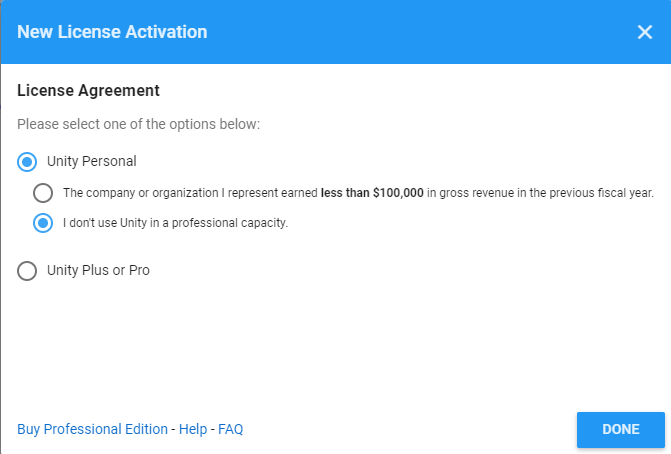 New License Activation
License Agreement
Please select one of the options below:
Unity Personal
The company or organization I represent earned less than $100,000 in gross revenue in the previous fiscal year.
I don't use Unity in a professional capacity.
Unity Plus or Pro
Buy Professional Edition - Help - FAQ
DONE